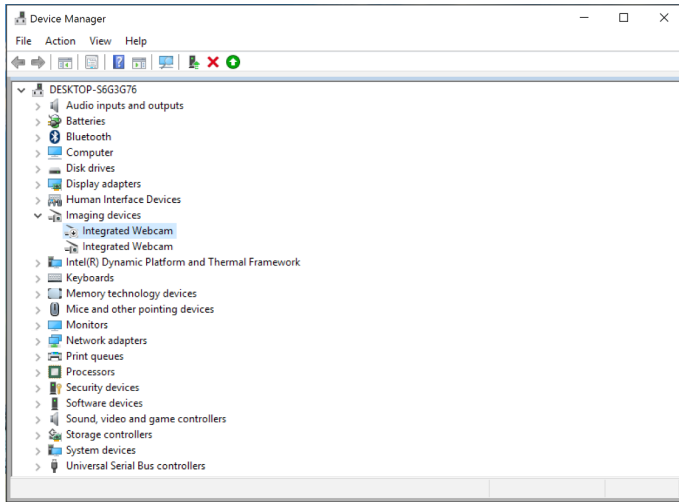 Device Manager
File Action View Help
DESKTOP-S6G3G76
Audio inputs and outputs
Batteries
Bluetooth
Computer
Disk drives
Display adapters
Human Interface Devices
Imaging devices
Integrated Webcam
Integrated Webcam
Intel(R) Dynamic Platform and Thermal Framework
Keyboards
Memory technology devices
Mice and other pointing devices
Monitors
Network adapters
Print queues
Processors
Security devices
Software devices
Sound, video and game controllers
Storage controllers
System devices
Universal Serial Bus controllers